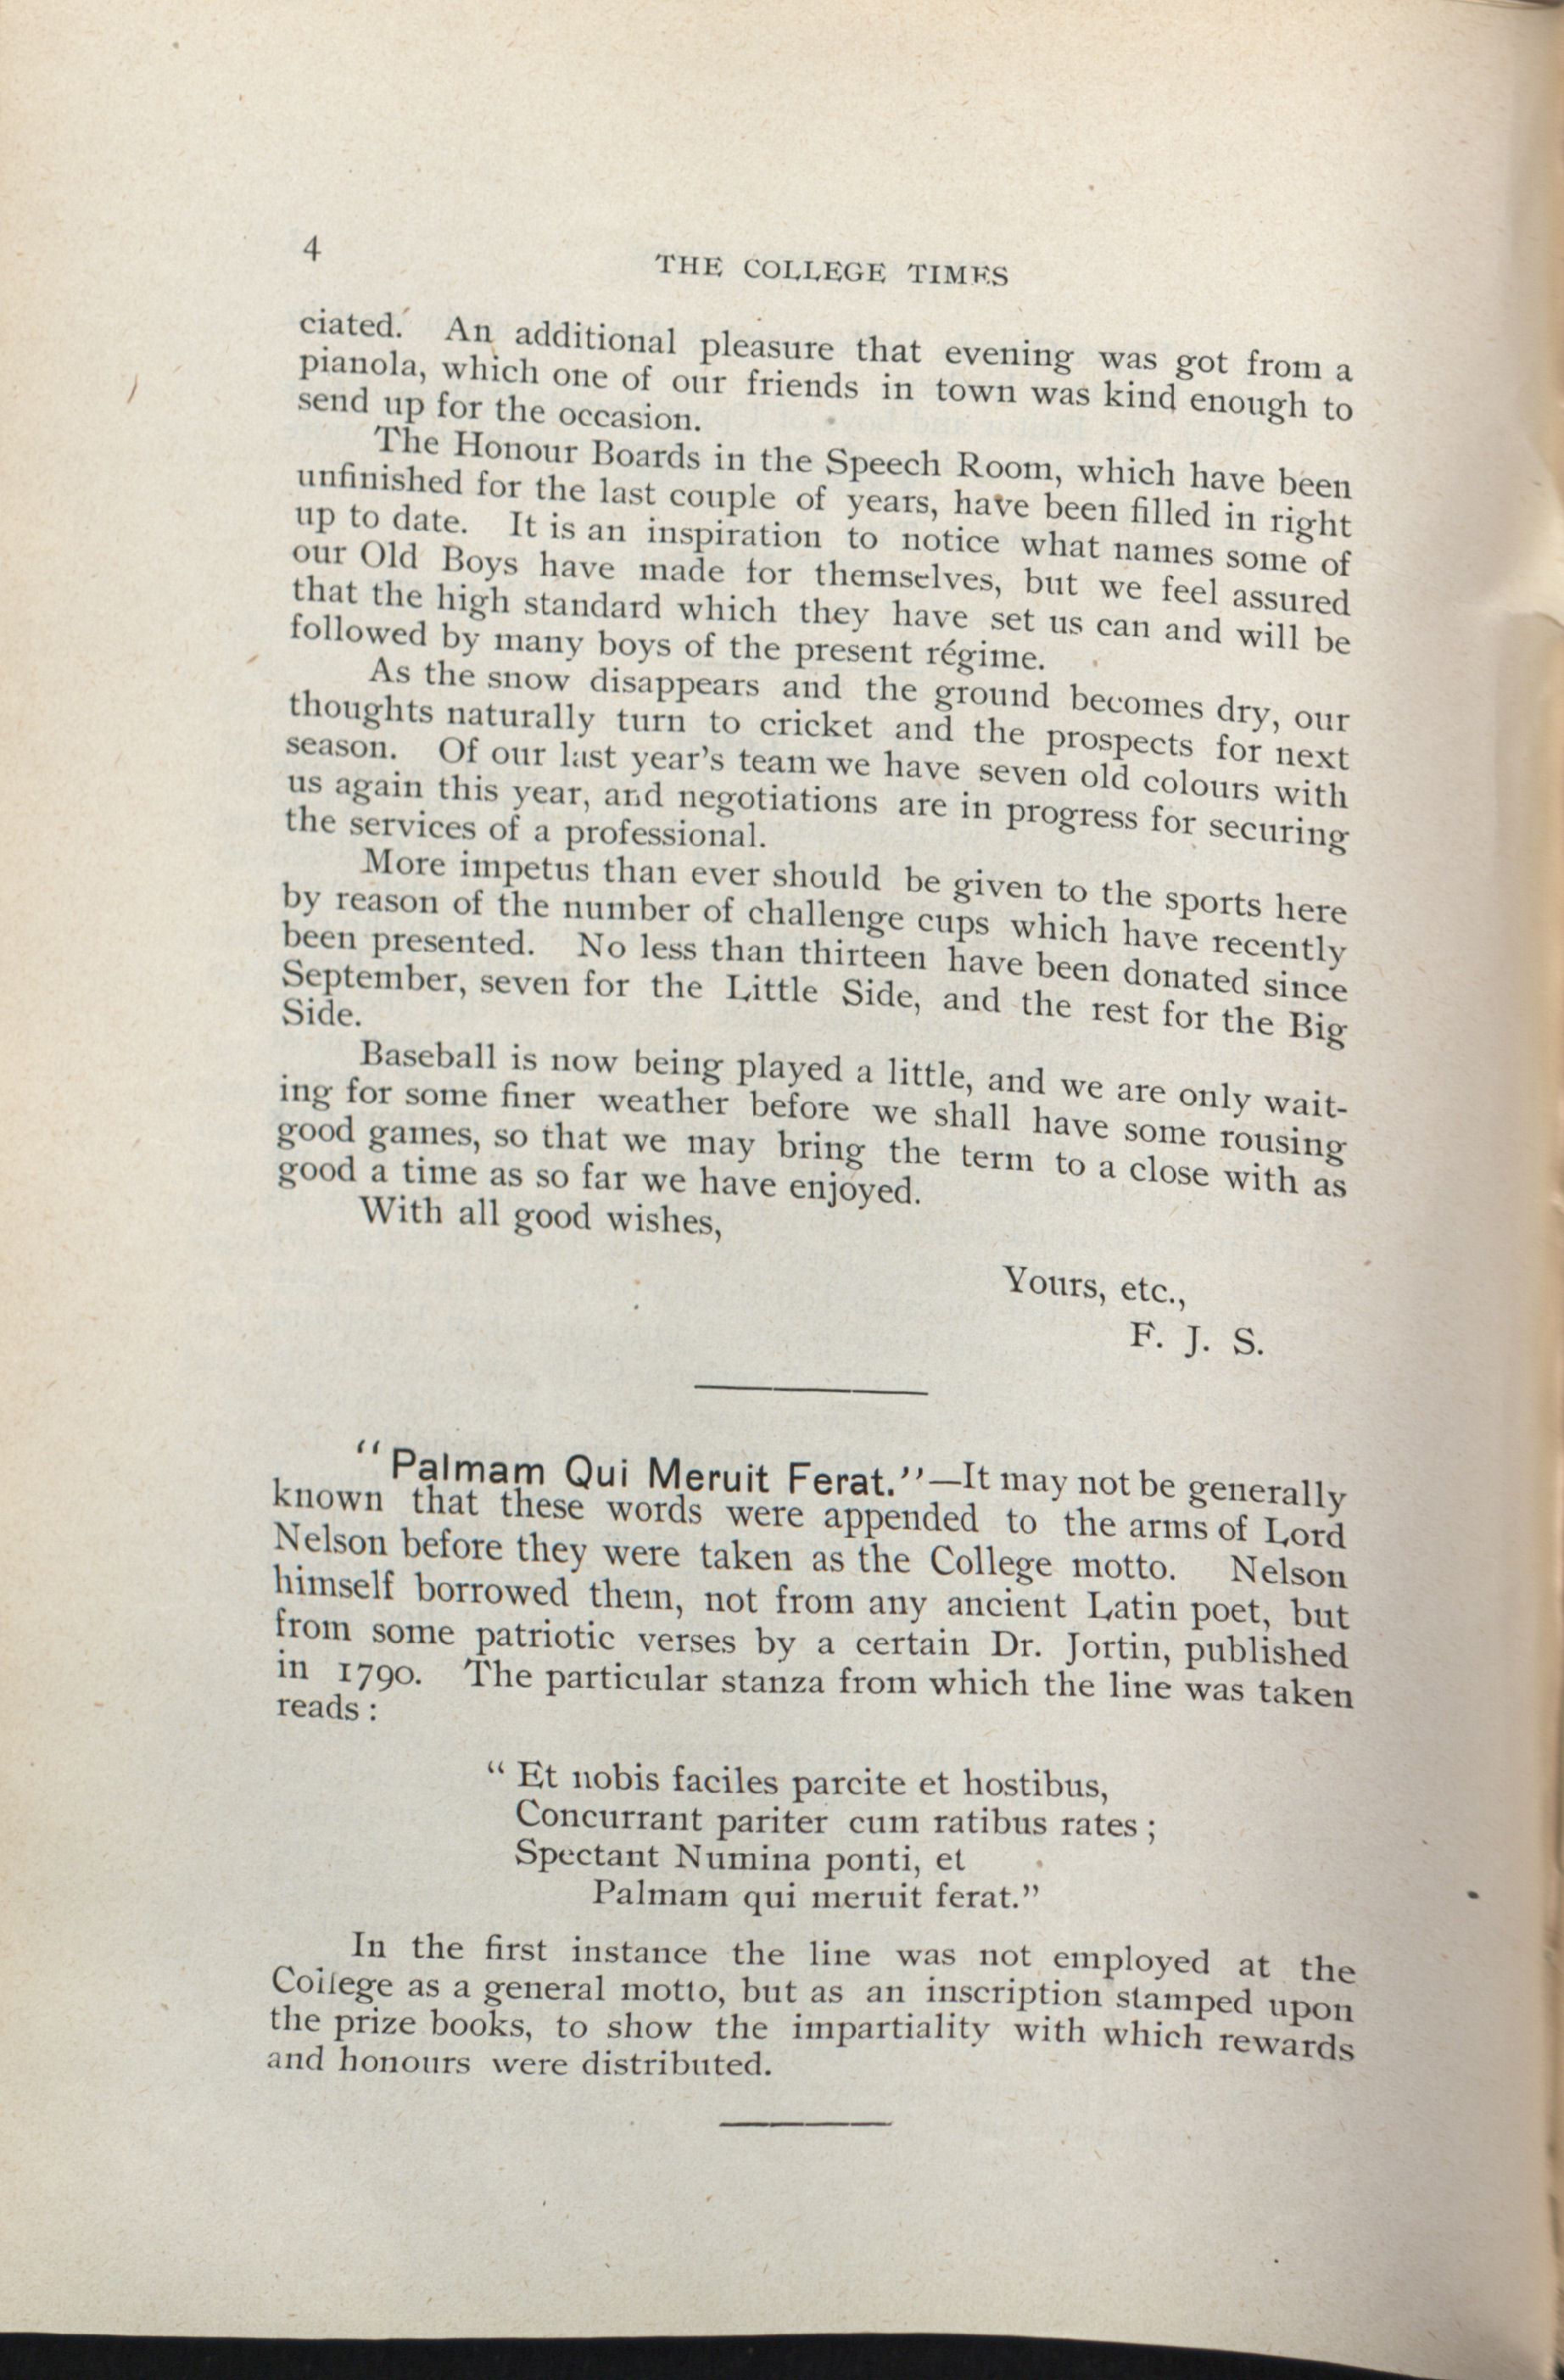 4
THE COLLEGE TIMES
ciated. An additional pleasure that evening was got from a
pianola, which one of our friends in town was kind enough to
send up for the occasion.
The Honour Boards in the Speech Room, which have been
unfinished for the last couple of years, have been filled in right
up to date. It is an inspiration to notice what names some of
our Old Boys have made for themselves, but we feel assured
that the high standard which they have set us can and will be
followed by many boys of the present régime.
As the snow disappears and the ground becomes dry, our
thoughts naturally turn to cricket and the prospects for next
season. Of our last year's team we have seven old colours with
us again this year, and negotiations are in progress for securing
the services of a professional.
More impetus than ever should be given to the sports here
by reason of the number of challenge cups which have recently
been presented. No less than thirteen have been donated since
September, seven for the Little Side, and the rest for the Big
Side.
Baseball is now being played a little, and we are only wait-
ing for some finer weather before we shall have some rousing
good games, so that we may bring the term to a close with as
good a time as so far we have enjoyed.
With all good wishes,
Yours, etc.,
F. J. S.
"Palmam Qui Meruit Ferat."—It may not be generally
known that these words were appended to the arms of Lord
Nelson before they were taken as the College motto. Nelson
himself borrowed them, not from any ancient Latin poet, but
from some patriotic verses by a certain Dr. Jortin, published
in 1790. The particular stanza from which the line was taken
reads:
"Et nobis faciles parcite et hostibus,
Concurrant pariter cum ratibus rates;
Spectant Numina ponti, et
Palmam qui meruit ferat."
In the first instance the line was not employed at the
College as a general motto, but as an inscription stamped upon
the prize books, to show the impartiality with which rewards
and honours were distributed.